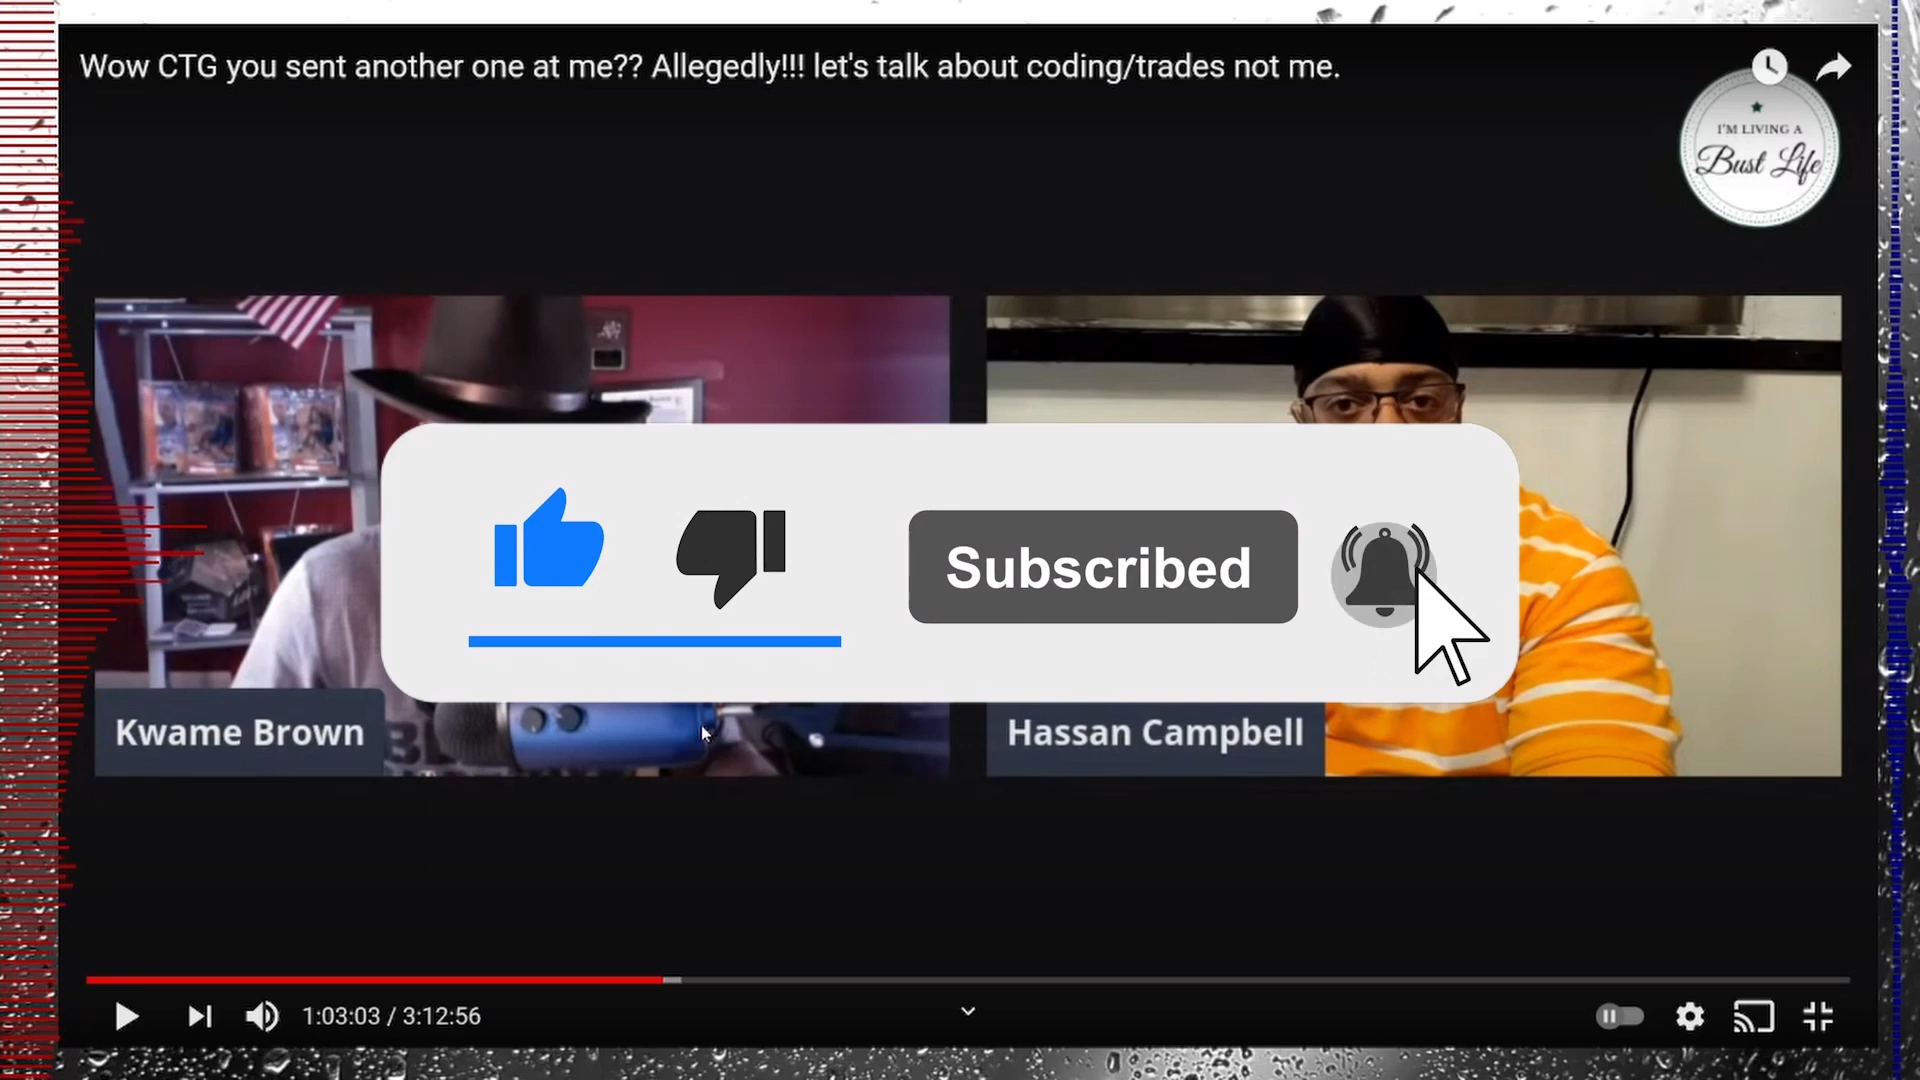 Wow CTG you sent another one at me?? Allegedly!!! let's talk about coding/trades not me.
I'M LIVING A
Bust Life
Subscribed
Kwame Brown
Hassan Campbell
1:03:03 / 3:12:56